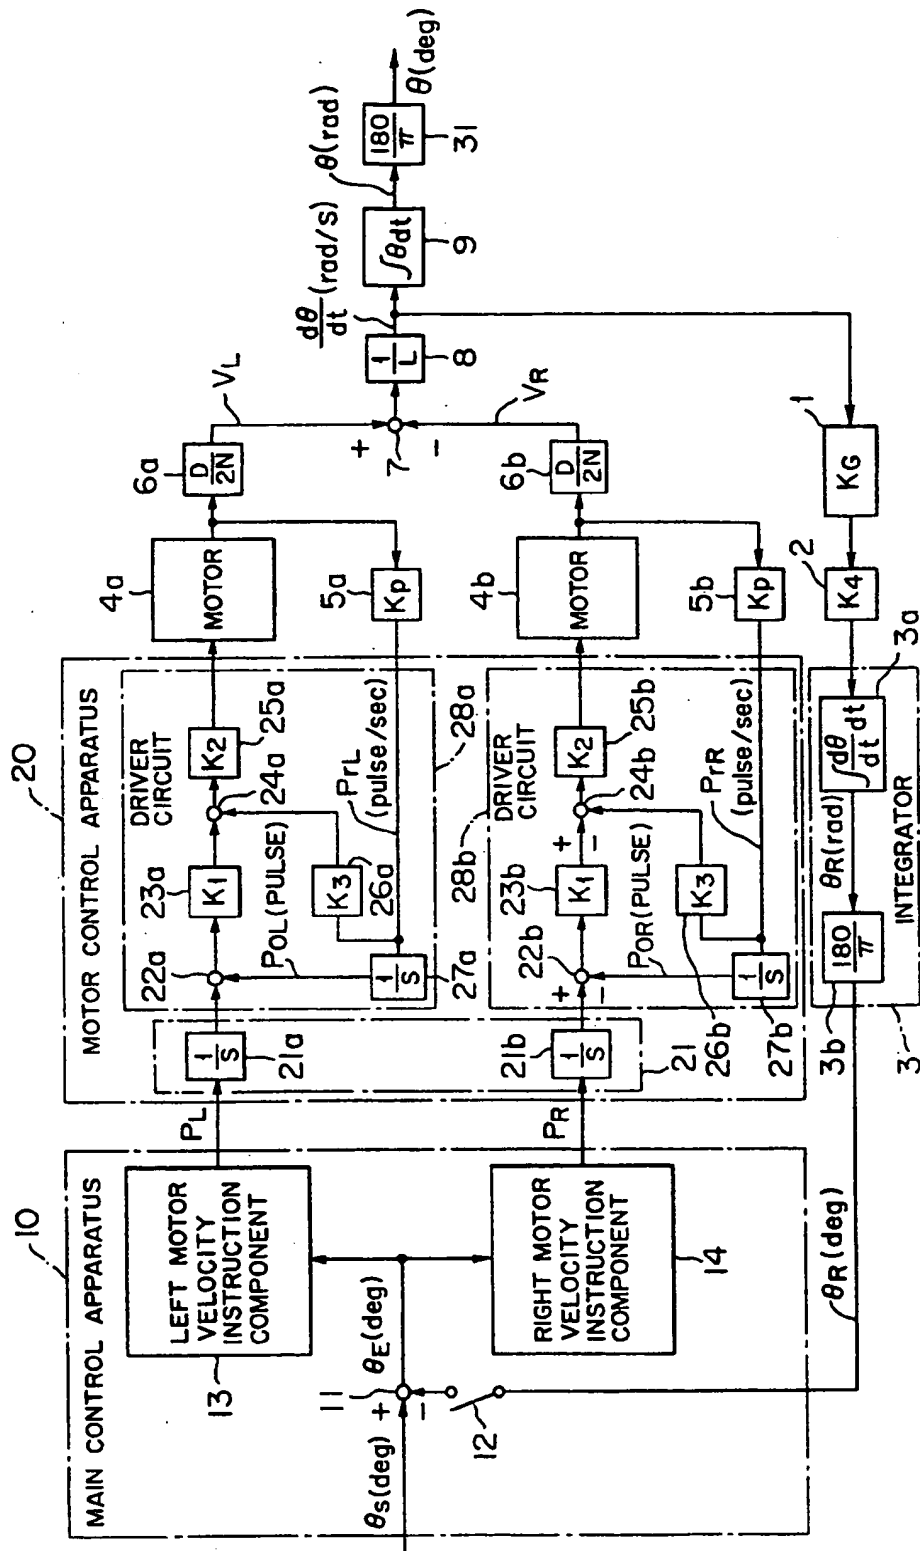 10
MAIN CONTROL APPARATUS
θS(deg)
+
-
11
12
θE(deg)
13
LEFT MOTOR
VELOCITY
INSTRUCTION
COMPONENT
RIGHT MOTOR
VELOCITY
INSTRUCTION
COMPONENT
14
PL
PR
θR(deg)
20
MOTOR CONTROL APPARATUS
1/S
21a
1/S
21b
21
DRIVER
CIRCUIT
22a
23a
K1
24a
K2
25a
K3
26a
POL(PULSE)
1/S
27a
PrL
(pulse/sec)
28a
DRIVER
CIRCUIT
28b
22b
+
-
23b
K1
+
-
24b
K2
25b
K3
26b
POR(PULSE)
1/S
27b
PrR
(pulse/sec)
4a
MOTOR
5a
Kp
6a
D/2N
VL
4b
MOTOR
5b
Kp
6b
D/2N
VR
+
-
7
1/L
8
dθ/dt (rad/s)
∫θdt
9
θ(rad)
180/π
31
θ(deg)
1
KG
2
K4
3a
∫dθ/dt dt
θR(rad)
180/π
3b
INTEGRATOR
3